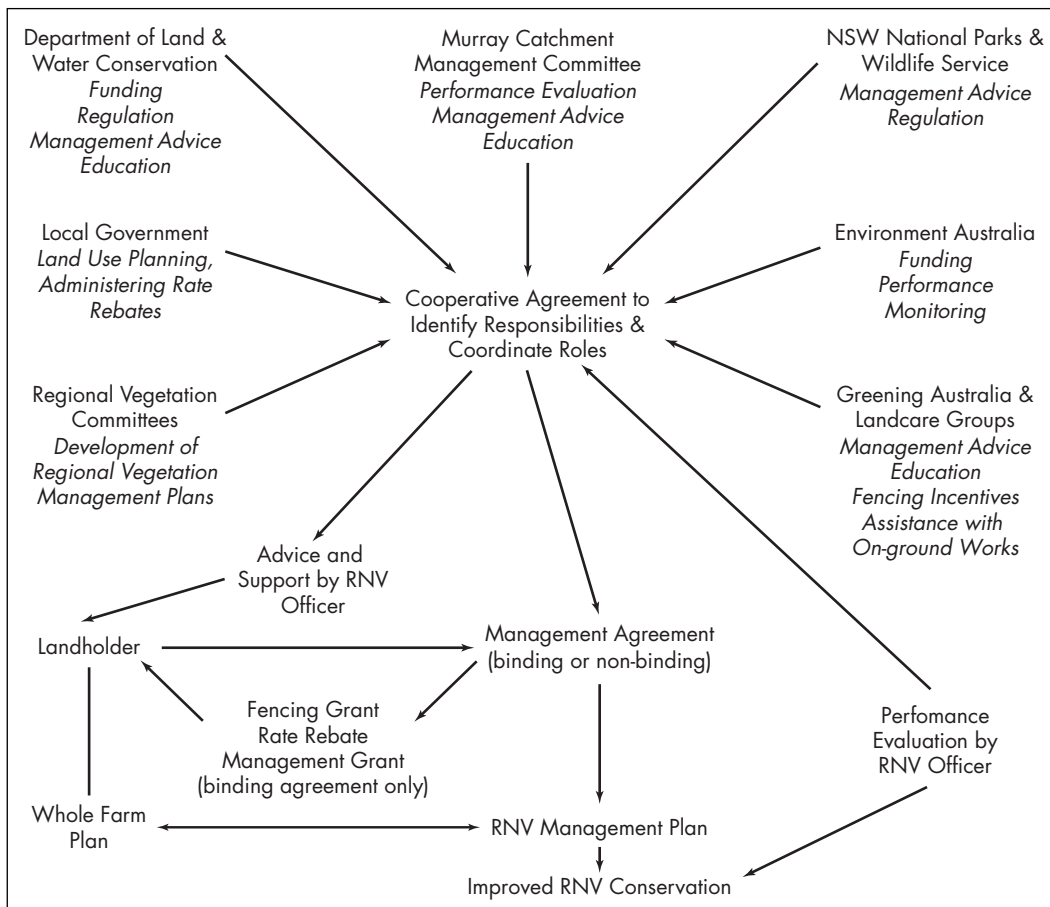 Department of Land &
Water Conservation
Funding
Regulation
Management Advice
Education
Murray Catchment
Management Committee
Performance Evaluation
Management Advice
Education
NSW National Parks &
Wildlife Service
Management Advice
Regulation
Local Government
Land Use Planning,
Administering Rate
Rebates
Environment Australia
Funding
Performance
Monitoring
Cooperative Agreement to
Identify Responsibilities &
Coordinate Roles
Regional Vegetation
Committees
Development of
Regional Vegetation
Management Plans
Greening Australia &
Landcare Groups
Management Advice
Education
Fencing Incentives
Assistance with
On-ground Works
Advice and
Support by RNV
Officer
Landholder
Management Agreement
(binding or non-binding)
Fencing Grant
Rate Rebate
Management Grant
(binding agreement only)
Perfomance
Evaluation by
RNV Officer
Whole Farm
Plan
RNV Management Plan
Improved RNV Conservation